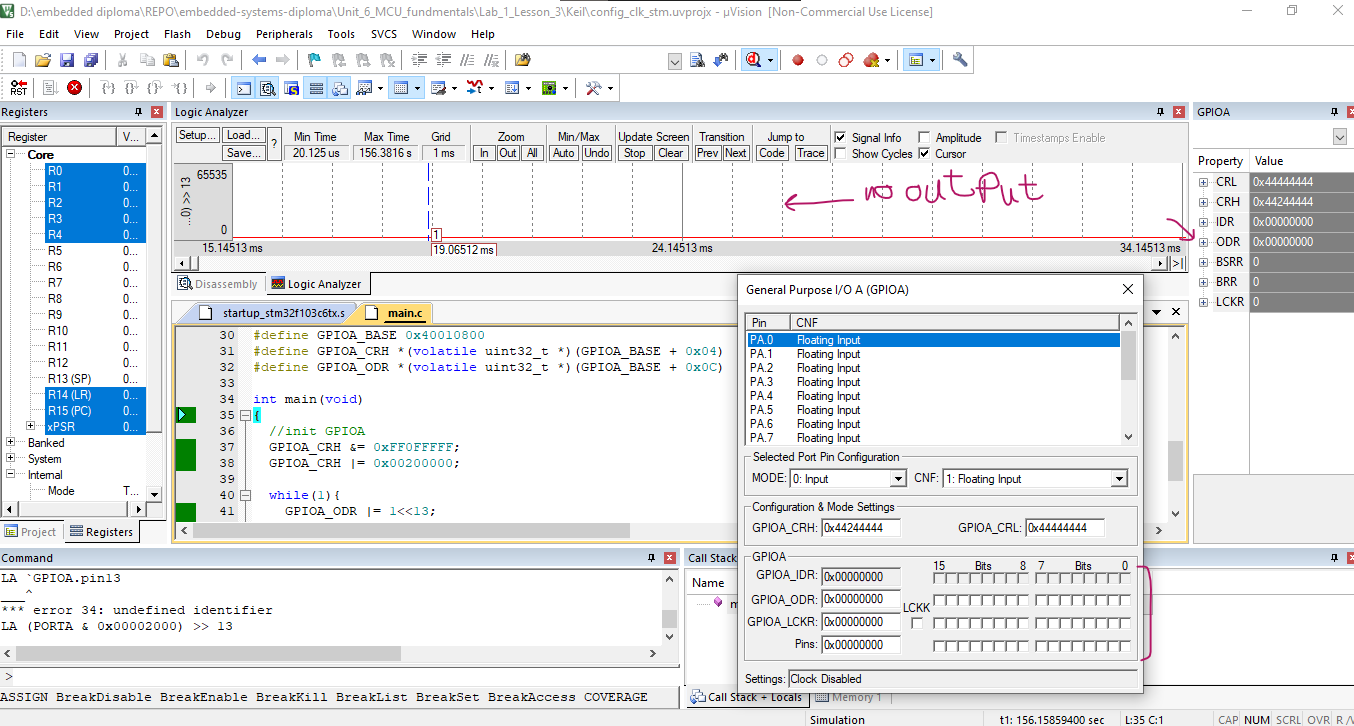 D:\embedded diploma\REPO\embedded-systems-diploma\Unit_6_MCU_fundmentals\Lab_1_Lesson_3\Keil\config_clk_stm.uvprojx - µVision [Non-Commercial Use License]
File Edit View Project Flash Debug Peripherals Tools SVCS Window Help
RST
Registers
Register V...
Core
R0 0...
R1 0...
R2 0...
R3 0...
R4 0...
R5 0...
R6 0...
R7 0...
R8 0...
R9 0...
R10 0...
R11 0...
R12 0...
R13 (SP) 0...
R14 (LR) 0...
R15 (PC) 0...
xPSR 0...
Banked
System
Internal
Mode T...
Project Registers
Logic Analyzer
Setup... Load... Save... ?
Min Time Max Time Grid Zoom Min/Max Update Screen Transition Jump to
20.125 us 156.3816 s 1 ms In Out All Auto Undo Stop Clear Prev Next Code Trace
Signal Info Amplitude Timestamps Enable
Show Cycles Cursor
...0) >> 13
65535
0
no output
1
15.14513 ms 19.06512 ms 24.14513 ms 34.14513 ms
Disassembly Logic Analyzer
startup_stm32f103c6tx.s main.c
30 #define GPIOA_BASE 0x40010800
31 #define GPIOA_CRH *(volatile uint32_t *)(GPIOA_BASE + 0x04)
32 #define GPIOA_ODR *(volatile uint32_t *)(GPIOA_BASE + 0x0C)
33
34 int main(void)
35 {
36 //init GPIOA
37 GPIOA_CRH &= 0xFF0FFFFF;
38 GPIOA_CRH |= 0x00200000;
39
40 while(1){
41 GPIOA_ODR |= 1<<13;
GPIOA
Property Value
CRL 0x44444444
CRH 0x44244444
IDR 0x00000000
ODR 0x00000000
BSRR 0
BRR 0
LCKR 0
General Purpose I/O A (GPIOA)
Pin CNF
PA.0 Floating Input
PA.1 Floating Input
PA.2 Floating Input
PA.3 Floating Input
PA.4 Floating Input
PA.5 Floating Input
PA.6 Floating Input
PA.7 Floating Input
Selected Port Pin Configuration
MODE: 0: Input CNF: 1: Floating Input
Configuration & Mode Settings
GPIOA_CRH: 0x44244444 GPIOA_CRL: 0x44444444
GPIOA
15 Bits 8 7 Bits 0
GPIOA_IDR: 0x00000000
GPIOA_ODR: 0x00000000
LCKK
GPIOA_LCKR: 0x00000000
Pins: 0x00000000
Settings: Clock Disabled
Command
LA `GPIOA.pin13
^
*** error 34: undefined identifier
LA (PORTA & 0x00002000) >> 13
>
ASSIGN BreakDisable BreakEnable BreakKill BreakList BreakSet BreakAccess COVERAGE
Call Stack
Name
Call Stack + Locals Memory 1
Simulation t1: 156.15859400 sec L:35 C:1 CAP NUM SCRL OVR R /